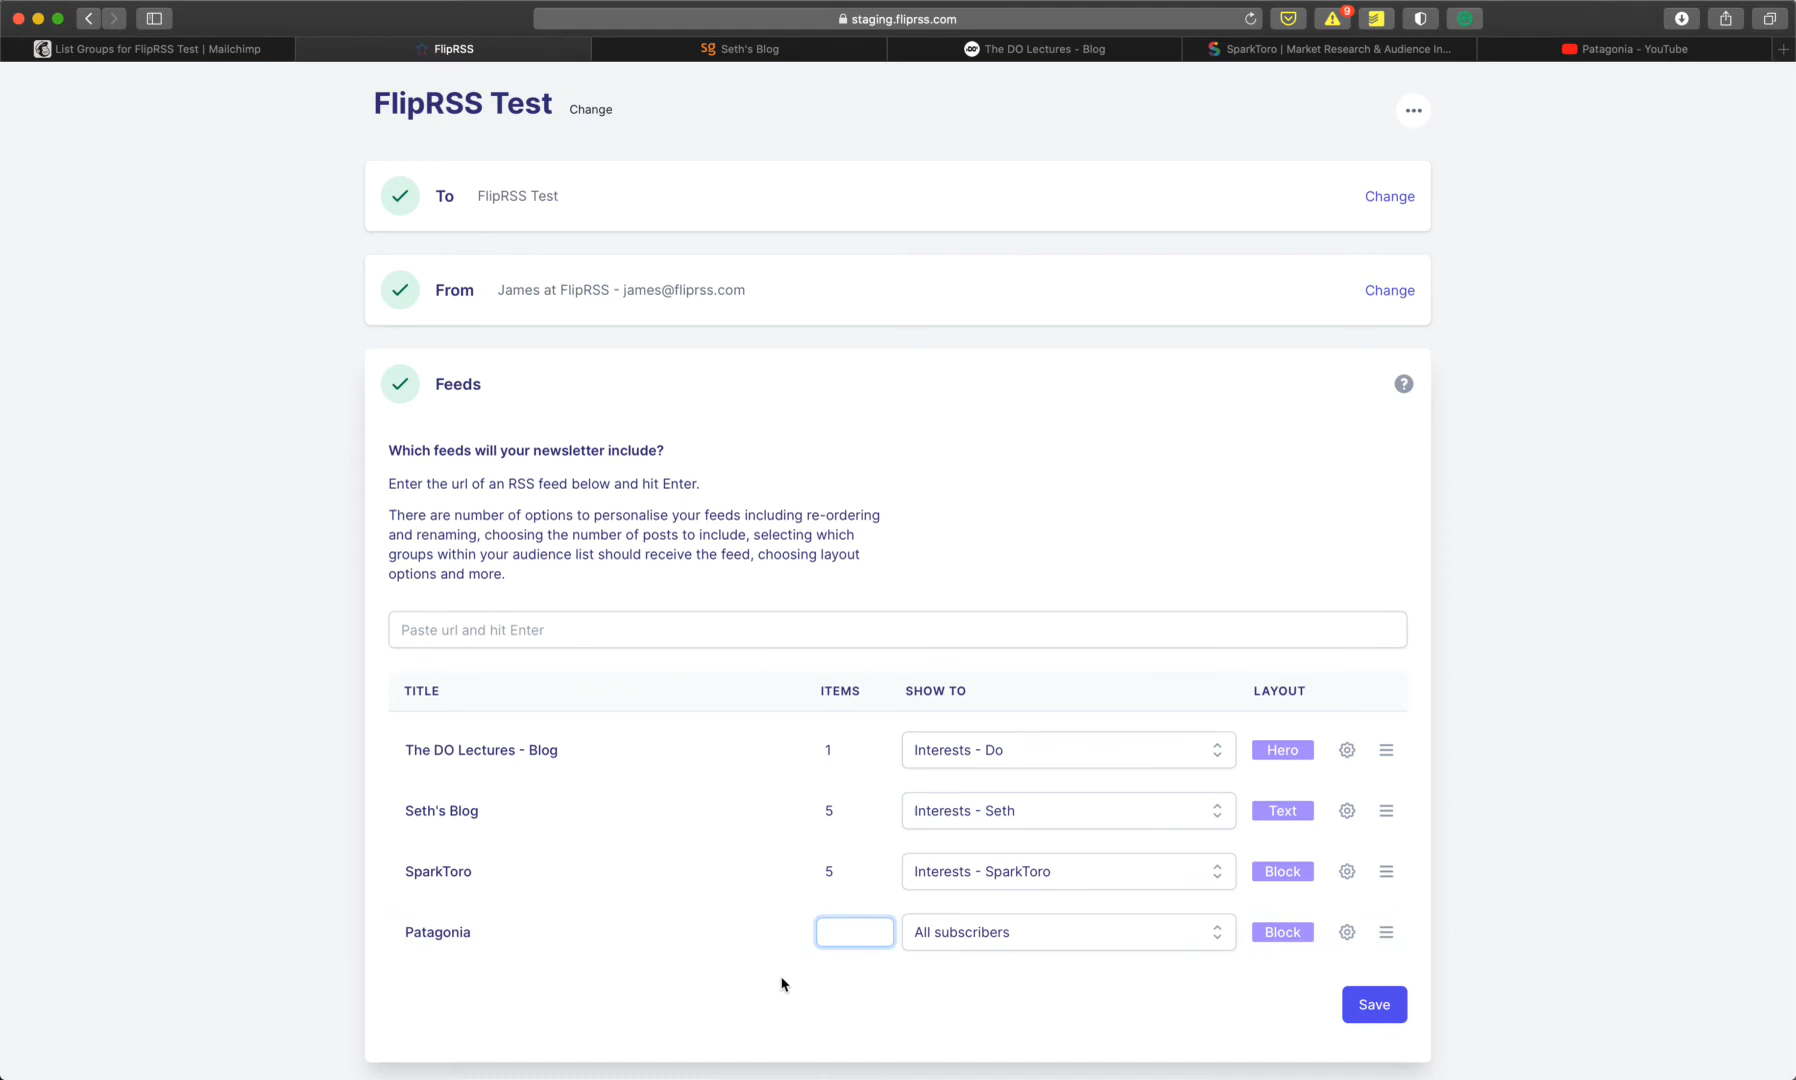 staging.fliprss.com
9
List Groups for FlipRSS Test | Mailchimp
FlipRSS
sg Seth's Blog
The DO Lectures - Blog
SparkToro | Market Research & Audience In...
Patagonia - YouTube
FlipRSS Test Change
To FlipRSS Test Change
From James at FlipRSS - james@fliprss.com Change
Feeds ?
Which feeds will your newsletter include?
Enter the url of an RSS feed below and hit Enter.
There are number of options to personalise your feeds including re-ordering
and renaming, choosing the number of posts to include, selecting which
groups within your audience list should receive the feed, choosing layout
options and more.
Paste url and hit Enter
TITLE ITEMS SHOW TO LAYOUT
The DO Lectures - Blog 1 Interests - Do Hero
Seth's Blog 5 Interests - Seth Text
SparkToro 5 Interests - SparkToro Block
Patagonia All subscribers Block
Save